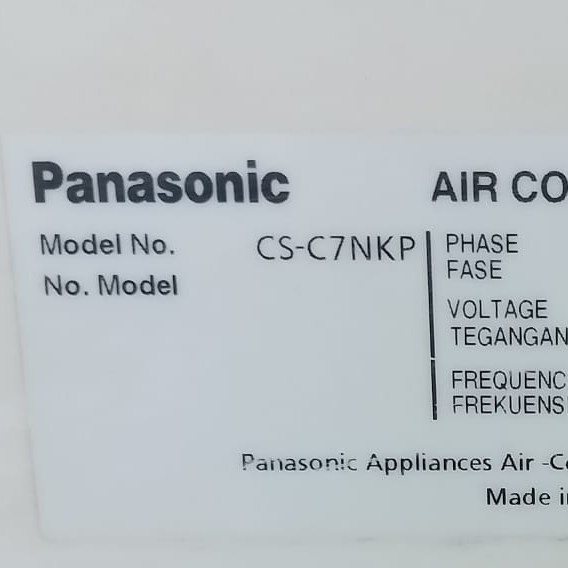 Panasonic AIR CO
Model No. CS-C7NKP PHASE
No. Model FASE
VOLTAGE
TEGANGAN
FREQUENC
FREKUENS
Panasonic Appliances Air -Co
Made i